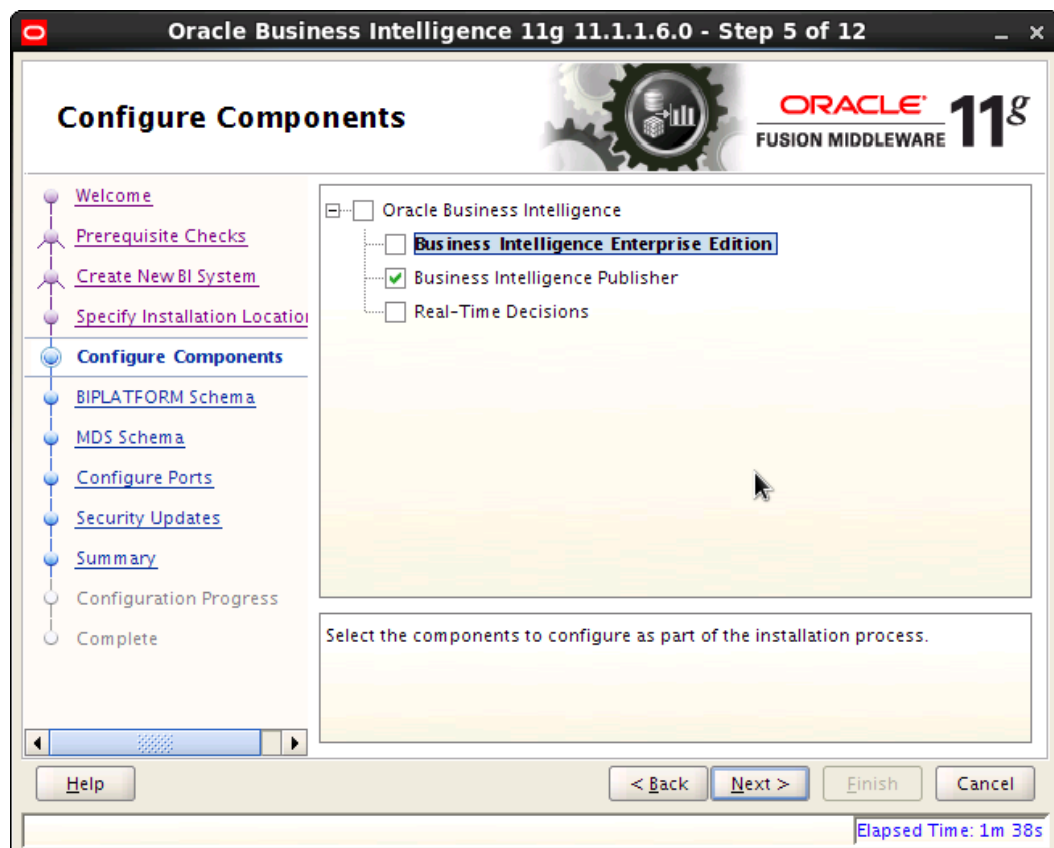 Oracle Business Intelligence 11g 11.1.1.6.0 - Step 5 of 12
Configure Components
ORACLE
FUSION MIDDLEWARE 11g
Welcome
Prerequisite Checks
Create New BI System
Specify Installation Location
Configure Components
BIPLATFORM Schema
MDS Schema
Configure Ports
Security Updates
Summary
Configuration Progress
Complete
Oracle Business Intelligence
Business Intelligence Enterprise Edition
Business Intelligence Publisher
Real-Time Decisions
Select the components to configure as part of the installation process.
Help
< Back
Next >
Finish
Cancel
Elapsed Time: 1m 38s